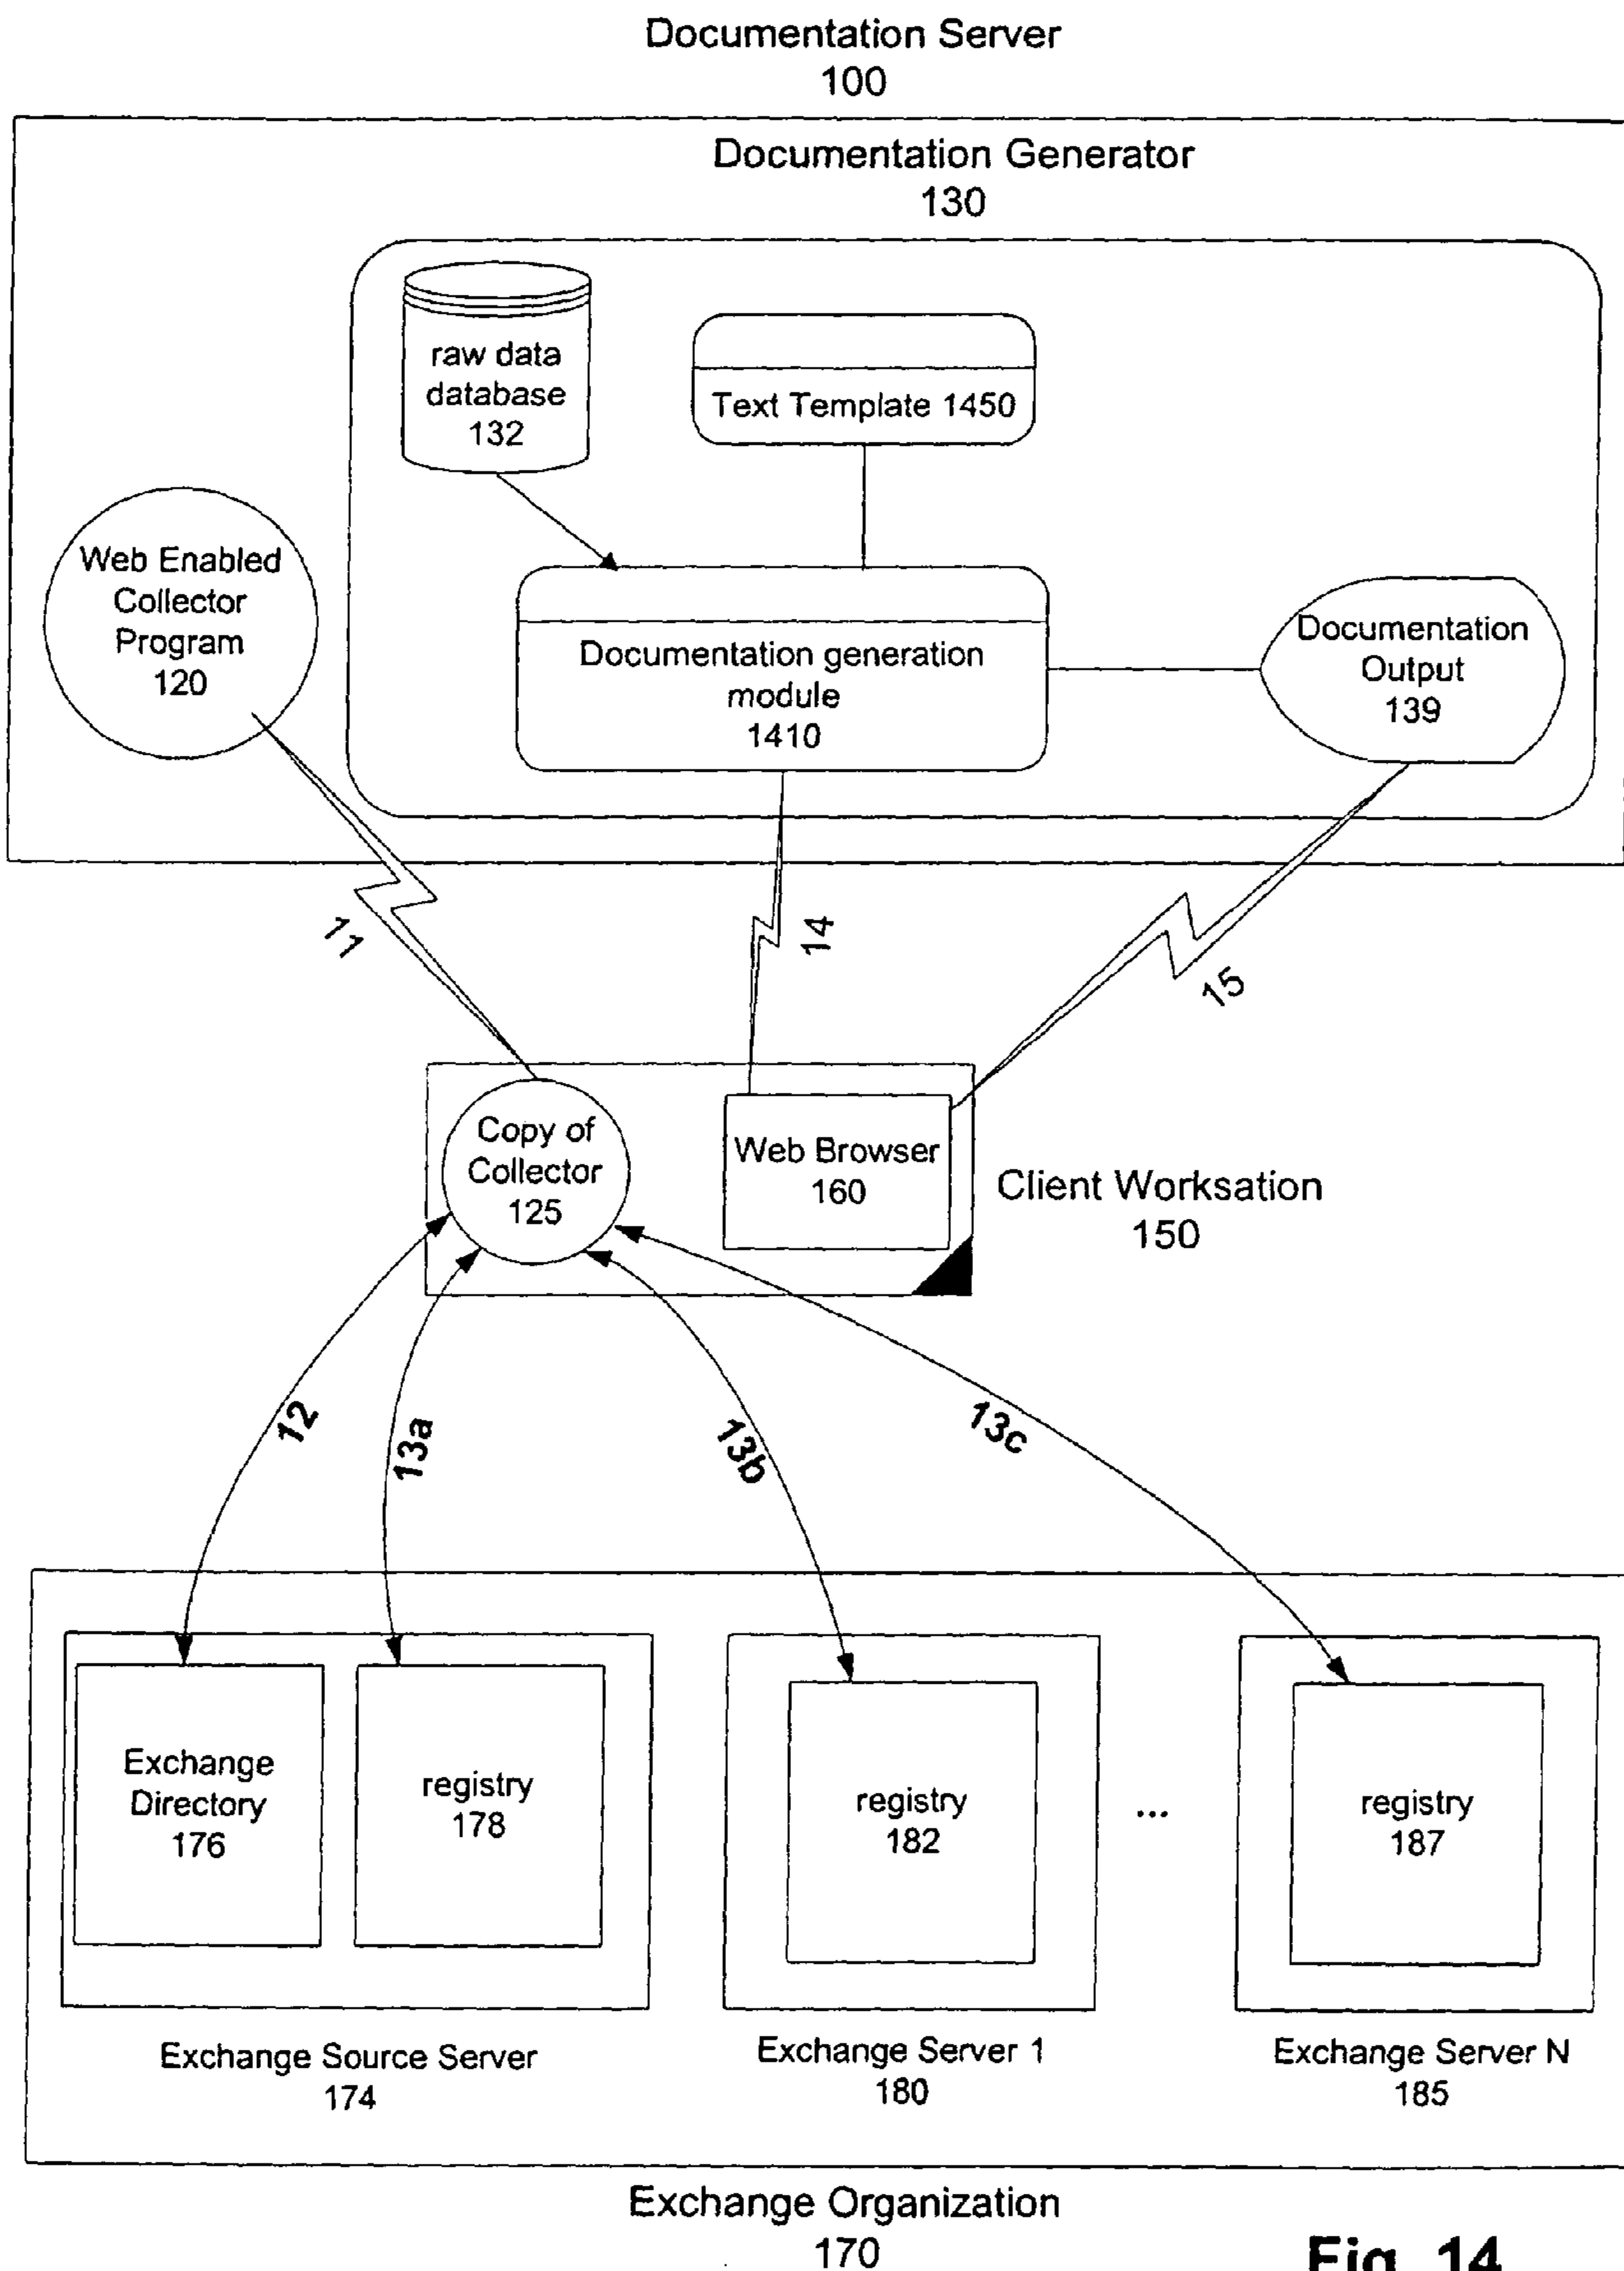 Documentation Server
100
Documentation Generator
130
raw data
database
132
Text Template 1450
Web Enabled
Collector
Program
120
Documentation generation
module
1410
Documentation
Output
139
11
14
15
Copy of
Collector
125
Web Browser
160
Client Worksation
150
12
13a
13b
13c
Exchange
Directory
176
registry
178
registry
182
...
registry
187
Exchange Source Server
174
Exchange Server 1
180
Exchange Server N
185
Exchange Organization
170
Fig. 14